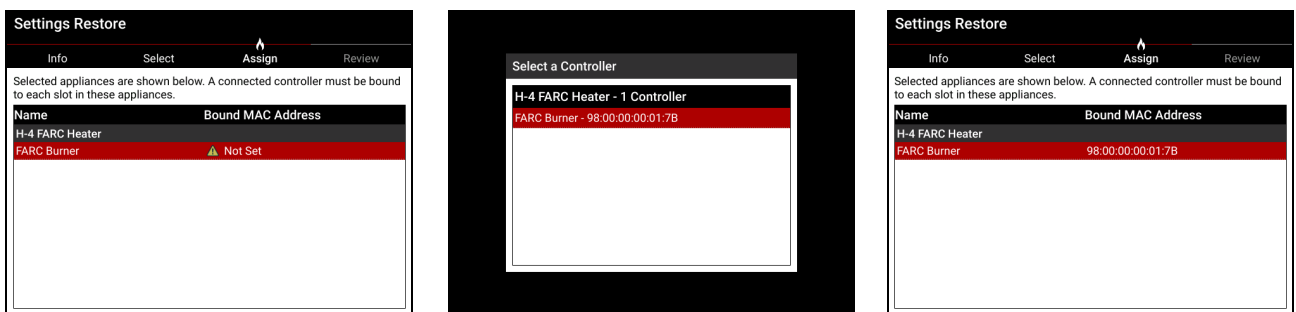 Settings Restore
Info Select Assign Review
Selected appliances are shown below. A connected controller must be bound
to each slot in these appliances.
Name Bound MAC Address
H-4 FARC Heater
FARC Burner Not Set
Select a Controller
H-4 FARC Heater - 1 Controller
FARC Burner - 98:00:00:00:01:7B
Settings Restore
Info Select Assign Review
Selected appliances are shown below. A connected controller must be bound
to each slot in these appliances.
Name Bound MAC Address
H-4 FARC Heater
FARC Burner 98:00:00:00:01:7B